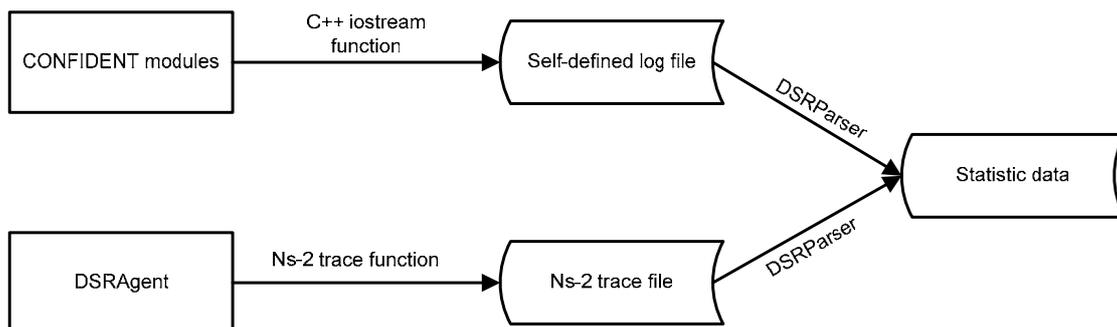 C++ iostream
function
CONFIDENT modules
Self-defined log file
DSRParser
Statistic data
DSRParser
Ns-2 trace function
DSRAgent
Ns-2 trace file